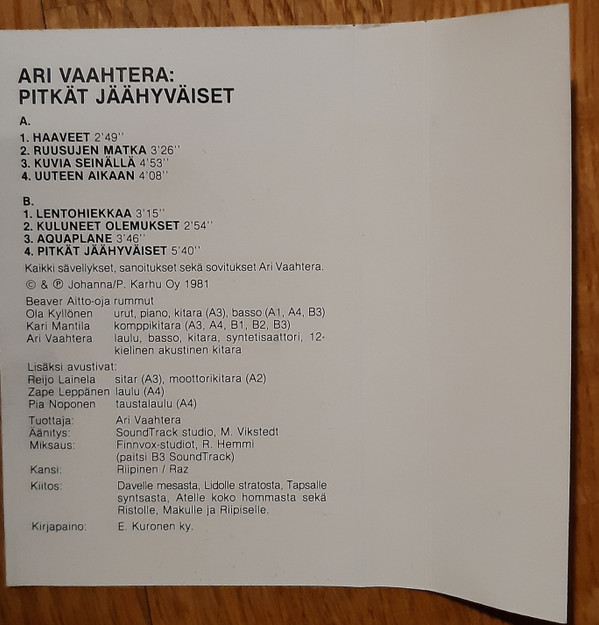 ARI VAAHTERA:
PITKÄT JÄÄHYVÄISET
A.
1. HAAVEET 2'49''
2. RUUSUJEN MATKA 3'26''
3. KUVIA SEINÄLLÄ 4'53''
4. UUTEEN AIKAAN 4'08''
B.
1. LENTOHIEKKAA 3'15''
2. KULUNEET OLEMUKSET 2'54''
3. AQUAPLANE 3'46''
4. PITKÄT JÄÄHYVÄISET 5'40''
Kaikki sävellykset, sanoitukset sekä sovitukset Ari Vaahtera.
© & ℗ Johanna/P. Karhu Oy 1981
Beaver Aitto-oja rummut
Ola Kyllönen urut, piano, kitara (A3), basso (A1, A4, B3)
Kari Mantila komppikitara (A3, A4, B1, B2, B3)
Ari Vaahtera laulu, basso, kitara, syntetisaattori, 12-
kielinen akustinen kitara
Lisäksi avustivat:
Reijo Lainela sitar (A3), moottorikitara (A2)
Zape Leppänen laulu (A4)
Pia Noponen taustalaulu (A4)
Tuottaja: Ari Vaahtera
Äänitys: SoundTrack studio, M. Vikstedt
Miksaus: Finnvox-studiot, R. Hemmi
(paitsi B3 SoundTrack)
Kansi: Riipinen / Raz
Kiitos: Davelle mesasta, Lidolle stratosta, Tapsalle
syntsasta, Atelle koko hommasta sekä
Ristolle, Makulle ja Riipiselle.
Kirjapaino: E. Kuronen ky.